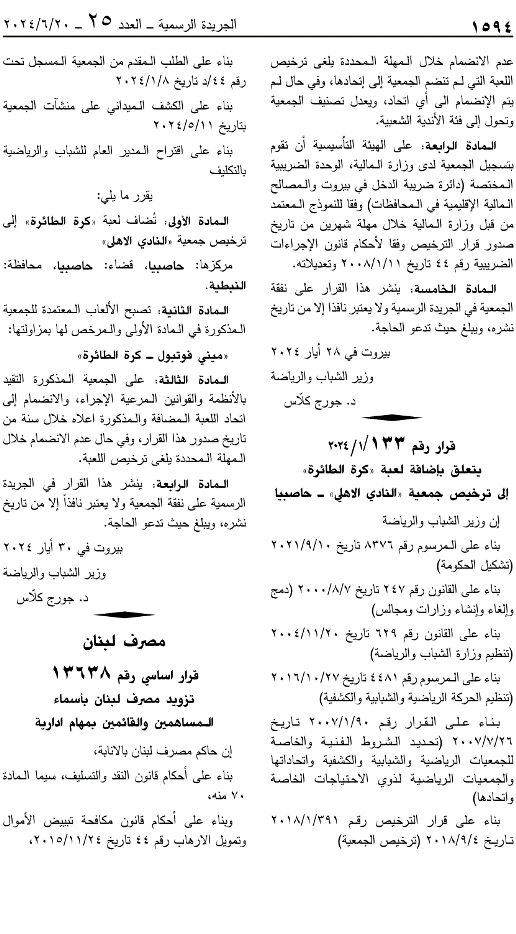 ١٥٩٤
الجريدة الرسمية ــ العدد ٢٥ ــ ٢٠٢٤/٦/٢٠
عدم الانضمام خلال المهلة المحددة يلغى ترخيص
اللعبة التي لم تنضم الجمعية إلى إتحادها، وفي حال لم
يتم الإنضمام الى أي اتحاد، ويعدل تصنيف الجمعية
وتحول إلى فئة الأندية الشعبية.
المادة الرابعة: على الهيئة التأسيسية أن تقوم
بتسجيل الجمعية لدى وزارة المالية، الوحدة الضريبية
المختصة (دائرة ضريبة الدخل في بيروت والمصالح
المالية الإقليمية في المحافظات) وفقا للنموذج المعتمد
من قبل وزارة المالية خلال مهلة شهرين من تاريخ
صدور قرار الترخيص وفقا لأحكام قانون الإجراءات
الضريبية رقم ٤٤ تاريخ ٢٠٠٨/١/١١ وتعديلاته.
المادة الخامسة: ينشر هذا القرار على نفقة
الجمعية في الجريدة الرسمية ولا يعتبر نافذا إلا من تاريخ
نشره، ويبلغ حيث تدعو الحاجة.
بيروت في ٢٨ أيار ٢٠٢٤
وزير الشباب والرياضة
د. جورج كلّاس
قرار رقم ٢٠٢٤/١/١٣٣
يتعلق بإضافة لعبة «كرة الطائرة»
إلى ترخيص جمعية «النادي الاهلي» ــ حاصبيا
إن وزير الشباب والرياضة
بناء على المرسوم رقم ٨٣٧٦ تاريخ ٢٠٢١/٩/١٠
(تشكيل الحكومة)
بناء على القانون رقم ٢٤٧ تاريخ ٢٠٠٠/٨/٧ (دمج
وإلغاء وإنشاء وزارات ومجالس)
بناء على القانون رقم ٦٢٩ تاريخ ٢٠٠٤/١١/٢٠
(تنظيم وزارة الشباب والرياضة)
بناء على المرسوم رقم ٤٤٨١ تاريخ ٢٠١٦/١٠/٢٧
(تنظيم الحركة الرياضية والشبابية والكشفية)
بناء على القرار رقم ٢٠٠٧/١/٩٠ تاريخ
٢٠٠٧/٧/٢٦ (تحديد الشروط الفنية والخاصة
للجمعيات الرياضية والشبابية والكشفية واتحاداتها
والجمعيات الرياضية لذوي الاحتياجات الخاصة
واتحادها)
بناء على قرار الترخيص رقم ٢٠١٨/١/٣٩١
تاريخ ٢٠١٨/٩/٤ (ترخيص الجمعية)
بناء على الطلب المقدم من الجمعية المسجل تحت
رقم ٤٤/د تاريخ ٢٠٢٤/١/٨
بناء على الكشف الميداني على منشآت الجمعية
بتاريخ ٢٠٢٤/٥/١١
بناء على اقتراح المدير العام للشباب والرياضية
بالتكليف
يقرر ما يلي:
المادة الأولى: تُضاف لعبة «كرة الطائرة» إلى
ترخيص جمعية «النادي الاهلي»
مركزها: حاصبيا، قضاء: حاصبيا، محافظة:
النبطية.
المادة الثانية: تصبح الألعاب المعتمدة للجمعية
المذكورة في المادة الأولى والمرخص لها بمزاولتها:
«ميني فوتبول ــ كرة الطائرة»
المادة الثالثة: على الجمعية المذكورة التقيد
بالأنظمة والقوانين المرعية الإجراء، والانضمام إلى
اتحاد اللعبة المضافة والمذكورة اعلاه خلال سنة من
تاريخ صدور هذا القرار، وفي حال عدم الانضمام خلال
المهلة المحددة يلغى ترخيص اللعبة.
المادة الرابعة: ينشر هذا القرار في الجريدة
الرسمية على نفقة الجمعية ولا يعتبر نافذاً إلا من تاريخ
نشره، ويبلغ حيث تدعو الحاجة.
بيروت في ٣٠ أيار ٢٠٢٤
وزير الشباب والرياضة
د. جورج كلّاس
مصرف لبنان
قرار اساسي رقم ١٣٦٣٨
تزويد مصرف لبنان بأسماء
المساهمين والقائمين بمهام ادارية
إن حاكم مصرف لبنان بالانابة،
بناء على أحكام قانون النقد والتسليف، سيما المادة
٧٠ منه،
وبناء على أحكام قانون مكافحة تبييض الأموال
وتمويل الارهاب رقم ٤٤ تاريخ ٢٠١٥/١١/٢٤،